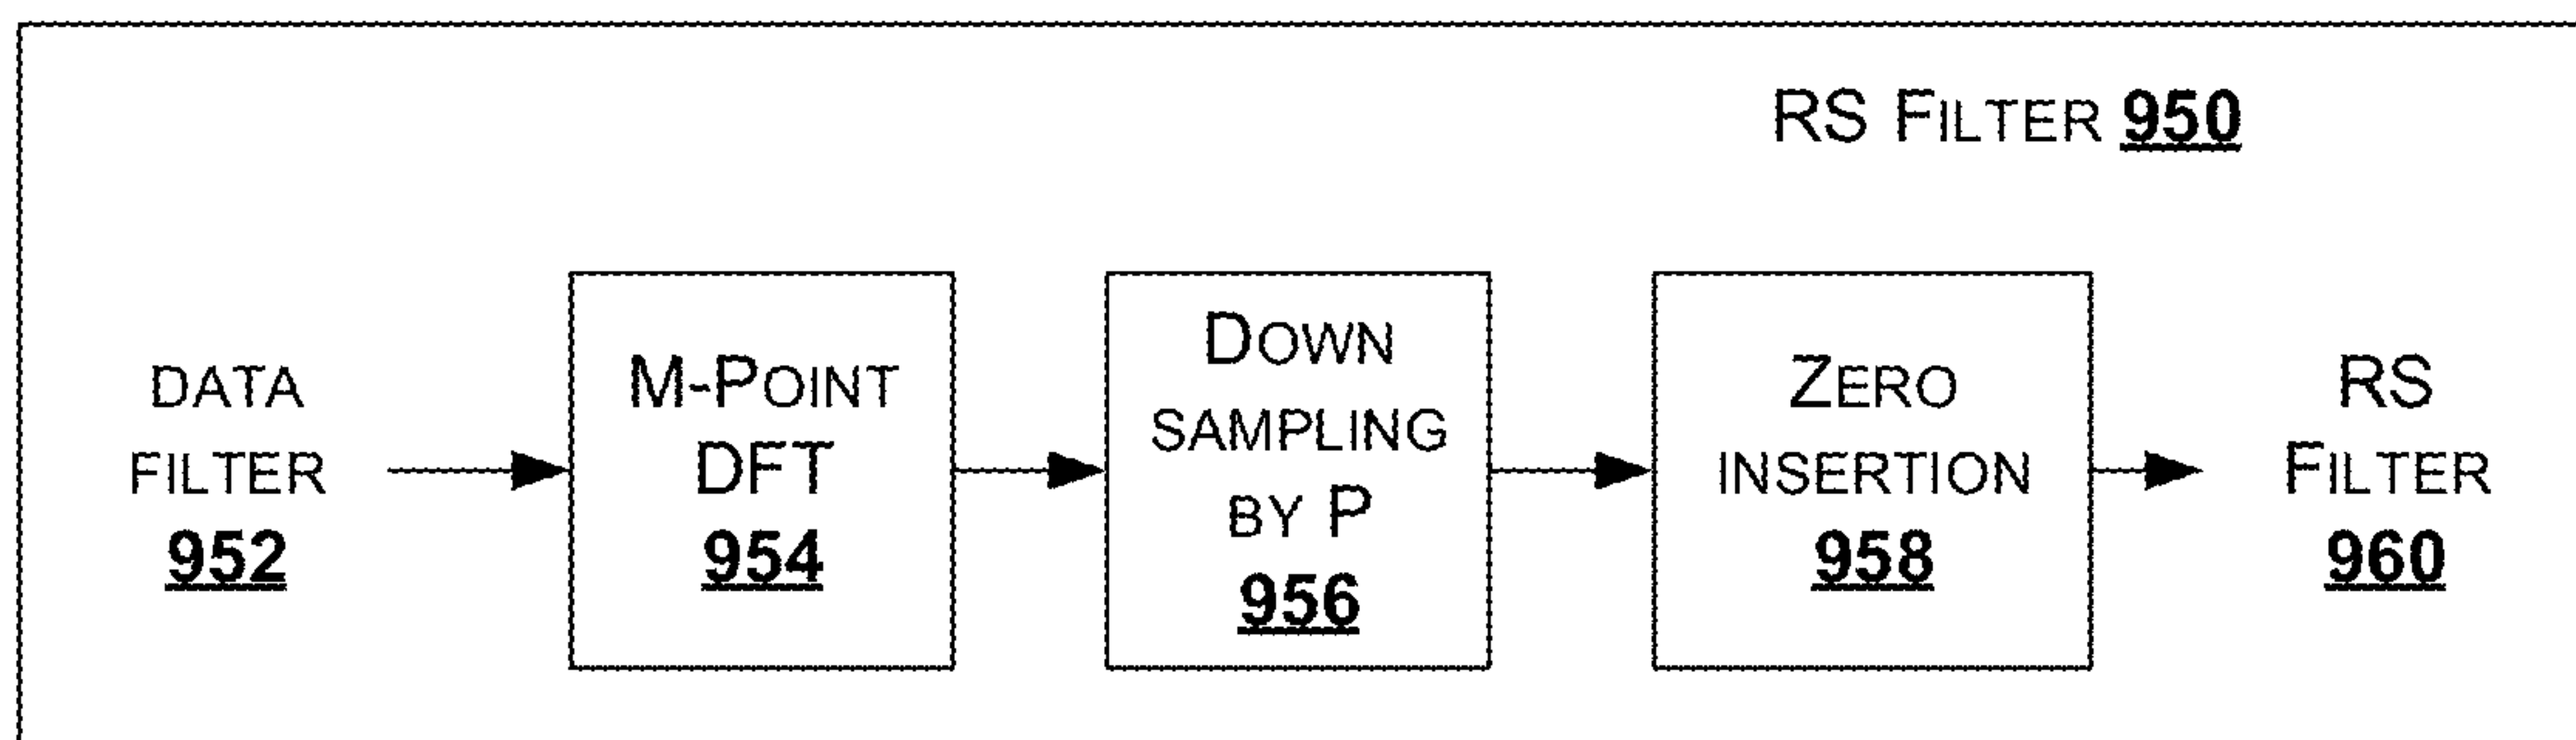 RS FILTER 950
DATA
FILTER
952
M-POINT
DFT
954
DOWN
SAMPLING
BY P
956
ZERO
INSERTION
958
RS
FILTER
960